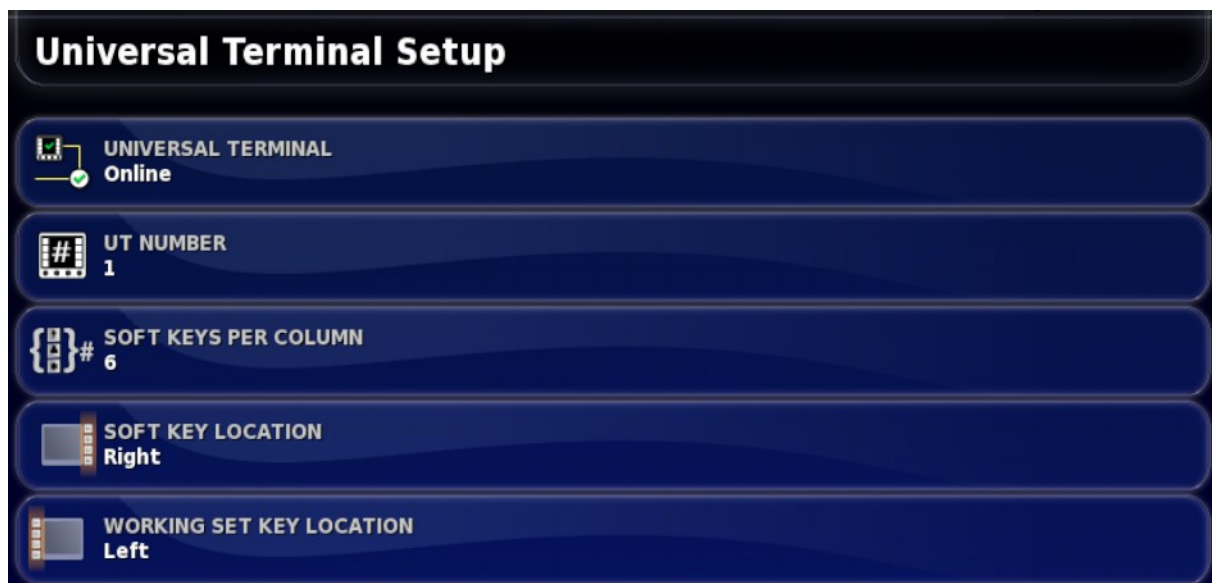 Universal Terminal Setup
UNIVERSAL TERMINAL
Online
#
UT NUMBER
1
#
SOFT KEYS PER COLUMN
6
SOFT KEY LOCATION
Right
WORKING SET KEY LOCATION
Left